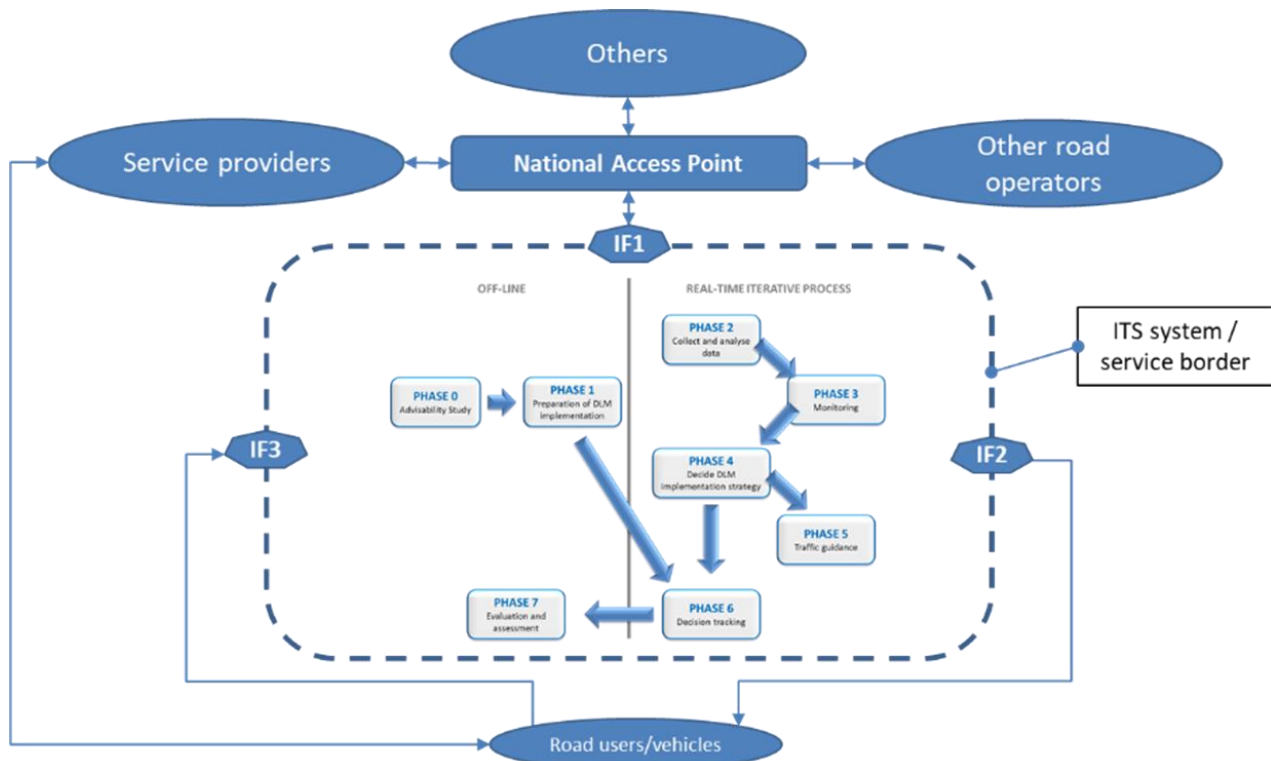 Others
Service providers
National Access Point
Other road
operators
IF1
OFF-LINE
REAL-TIME ITERATIVE PROCESS
PHASE 2
Collect and analyse
data
ITS system /
service border
PHASE 0
Advisability Study
PHASE 1
Preparation of DLM
implementation
PHASE 3
Monitoring
IF3
IF2
PHASE 4
Decide DLM
implementation strategy
PHASE 5
Traffic guidance
PHASE 7
Evaluation and
assessment
PHASE 6
Decision tracking
Road users/vehicles